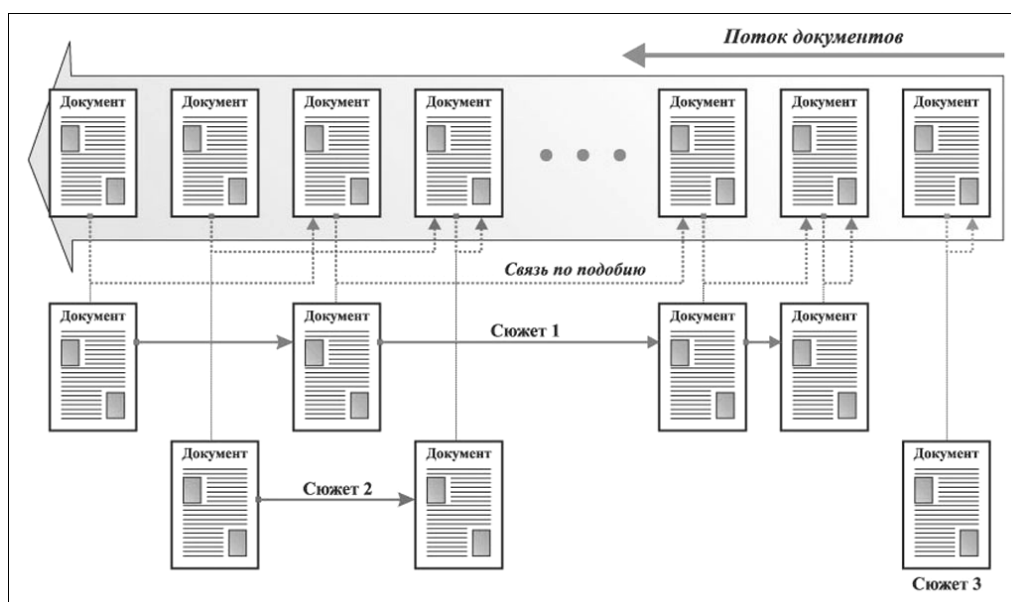 Поток документов
Документ
Документ
Документ
Документ
Документ
Документ
Документ
Связь по подобию
Документ
Документ
Сюжет 1
Документ
Документ
Документ
Сюжет 2
Документ
Документ
Сюжет 3